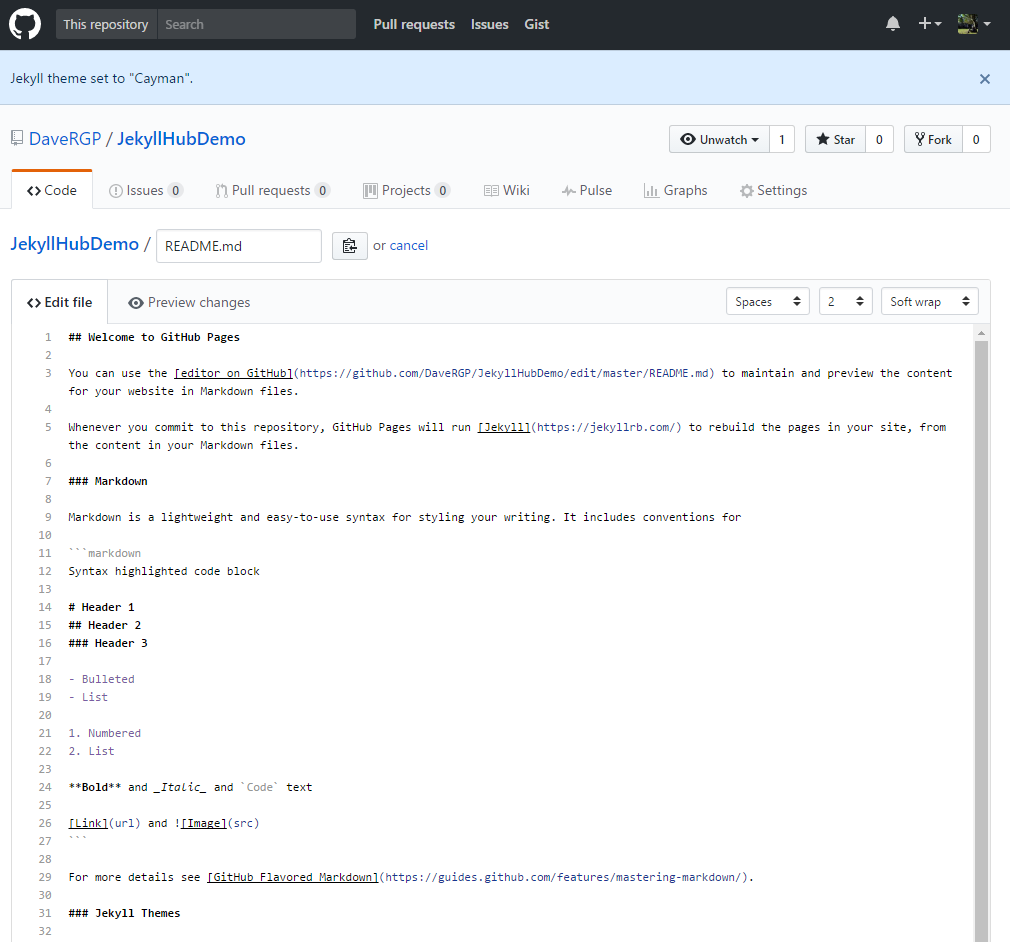 This repository Search Pull requests Issues Gist
Jekyll theme set to "Cayman".
DaveRGP / JekyllHubDemo Unwatch 1 Star 0 Fork 0
Code Issues 0 Pull requests 0 Projects 0 Wiki Pulse Graphs Settings
JekyllHubDemo / README.md or cancel
Edit file Preview changes Spaces 2 Soft wrap
1 ## Welcome to GitHub Pages
2
3 You can use the [editor on GitHub](https://github.com/DaveRGP/JekyllHubDemo/edit/master/README.md) to maintain and preview the content
for your website in Markdown files.
4
5 Whenever you commit to this repository, GitHub Pages will run [Jekyll](https://jekyllrb.com/) to rebuild the pages in your site, from
the content in your Markdown files.
6
7 ### Markdown
8
9 Markdown is a lightweight and easy-to-use syntax for styling your writing. It includes conventions for
10
11 ```markdown
12 Syntax highlighted code block
13
14 # Header 1
15 ## Header 2
16 ### Header 3
17
18 - Bulleted
19 - List
20
21 1. Numbered
22 2. List
23
24 **Bold** and _Italic_ and `Code` text
25
26 [Link](url) and ![Image](src)
27 ```
28
29 For more details see [GitHub Flavored Markdown](https://guides.github.com/features/mastering-markdown/).
30
31 ### Jekyll Themes
32